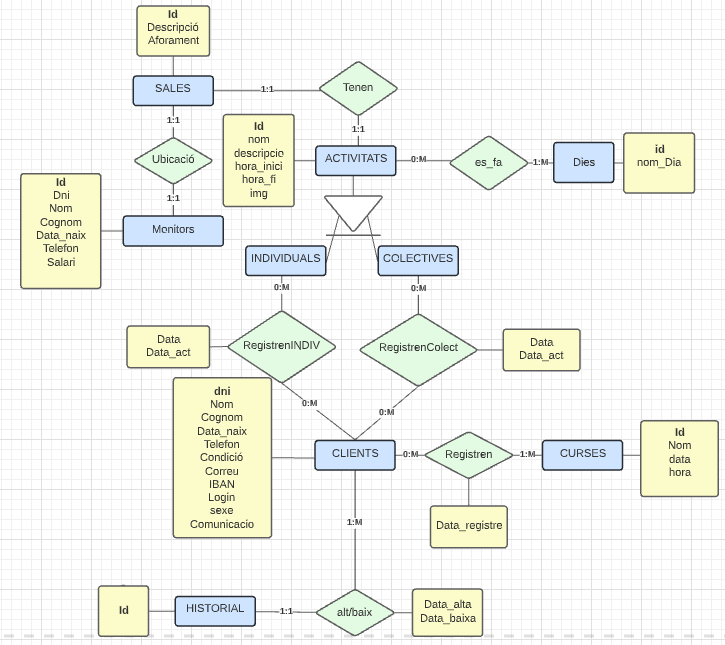 Id
Descripció
Aforament
SALES
1:1
Tenen
1:1
1:1
Ubicació
1:1
Id
nom
descripcio
hora_inici
hora_fi
img
ACTIVITATS
0:M
es_fa
1:M
Dies
id
nom_Dia
Id
Dni
Nom
Cognom
Data_naix
Telefon
Salari
Monitors
INDIVIDUALS
COLECTIVES
0:M
0:M
Data
Data_act
RegistrenINDIV
RegistrenColect
Data
Data_act
0:M
0:M
dni
Nom
Cognom
Data_naix
Telefon
Condició
Correu
IBAN
Login
sexe
Comunicacio
CLIENTS
0:M
Registren
1:M
CURSES
Id
Nom
data
hora
Data_registre
1:M
Id
HISTORIAL
1:1
alt/baix
Data_alta
Data_baixa